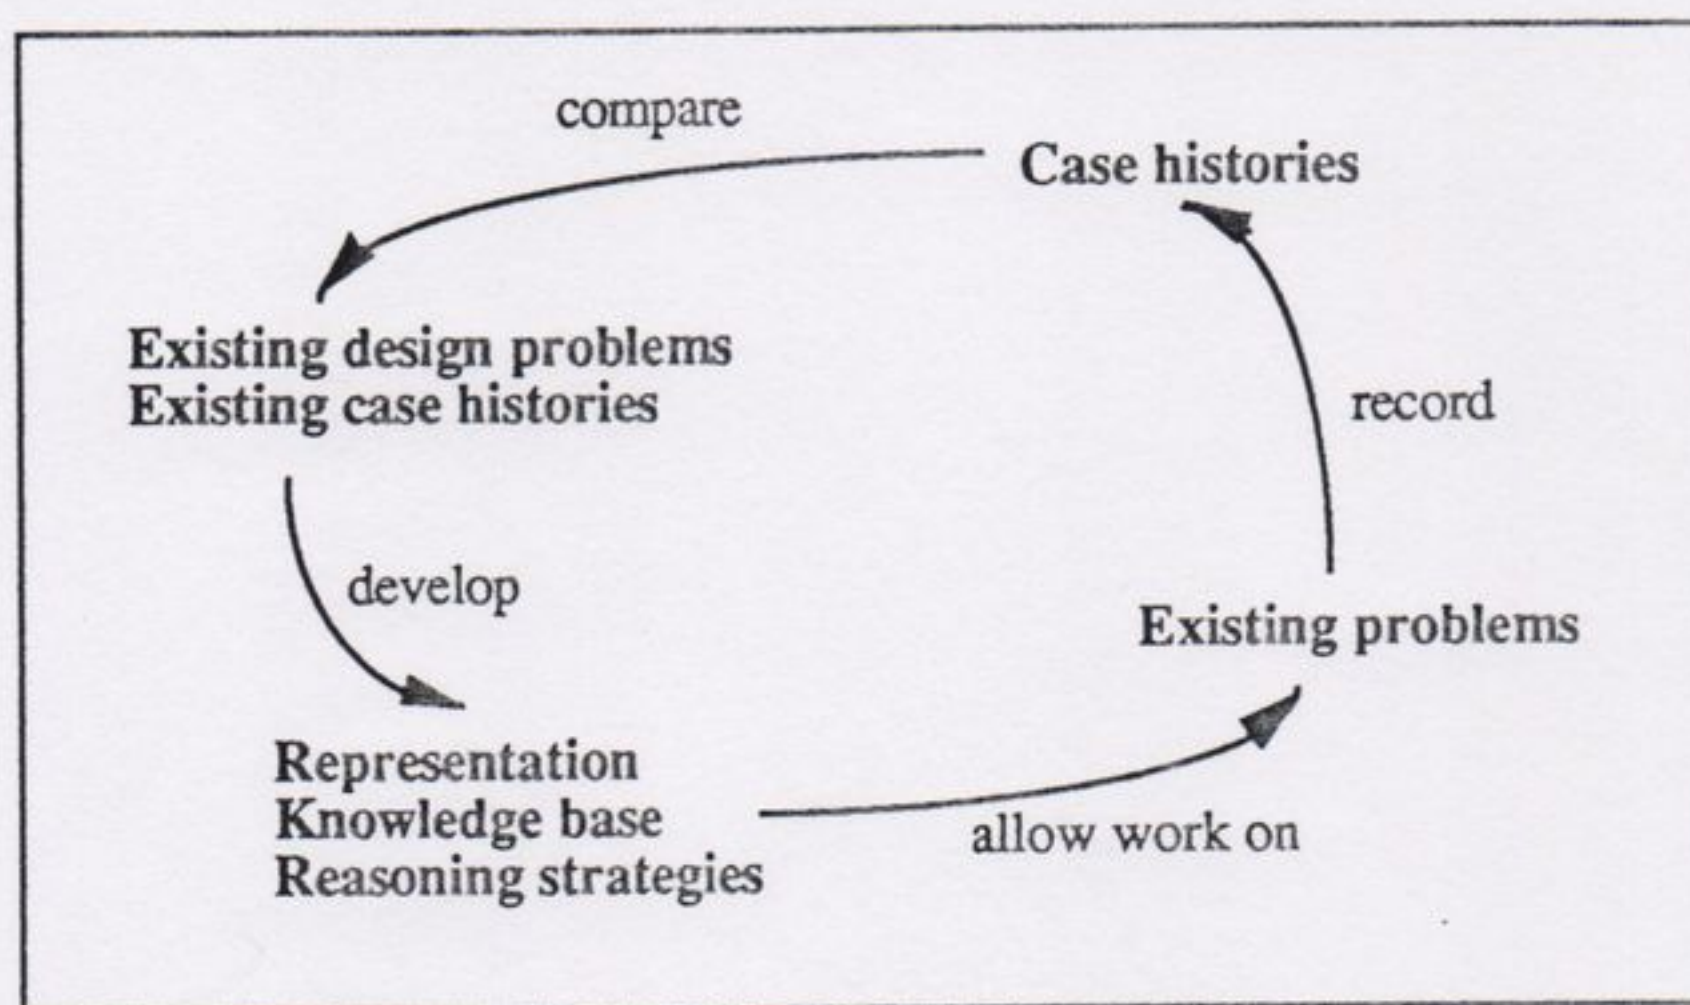 compare
Case histories
Existing design problems
Existing case histories
record
develop
Existing problems
Representation
Knowledge base
Reasoning strategies
allow work on